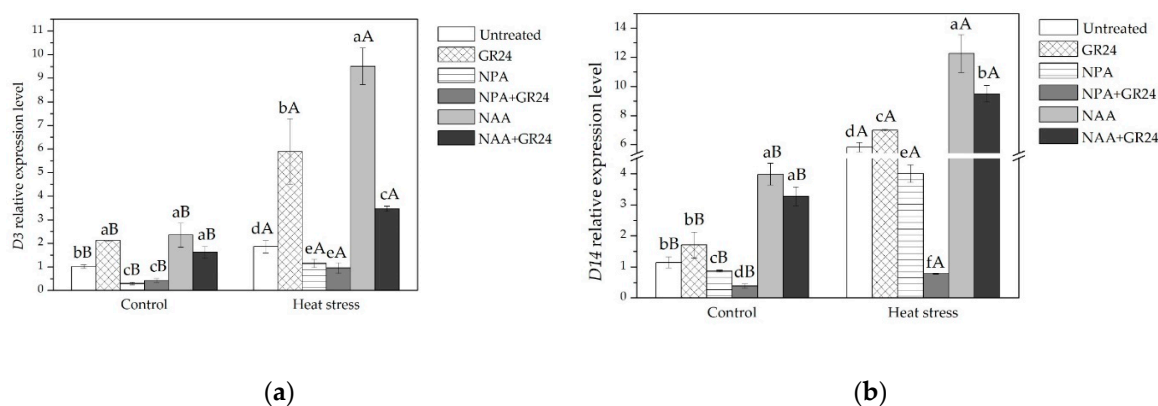 D3 relative expression level
11
10
9
8
7
6
5
4
3
2
1
0
bB
aB
cB
cB
aB
aB
dA
bA
eA
eA
aA
cA
Control
Heat stress
Untreated
GR24
NPA
NPA+GR24
NAA
NAA+GR24
(a)
D14 relative expression level
14
12
10
8
6
4
3
2
1
0
bB
bB
cB
dB
aB
aB
dA
cA
eA
fA
aA
bA
Control
Heat stress
Untreated
GR24
NPA
NPA+GR24
NAA
NAA+GR24
(b)